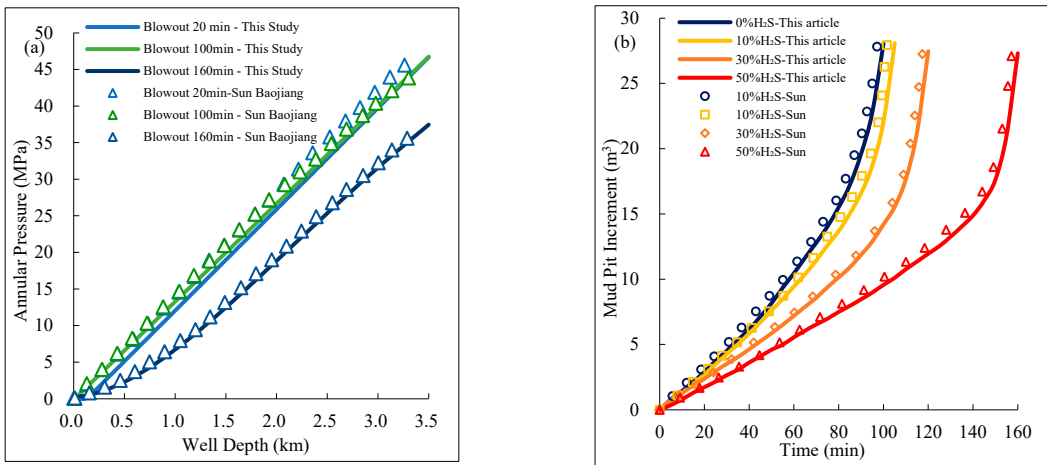 (a)
Blowout 20 min - This Study
Blowout 100min - This Study
Blowout 160min - This Study
Blowout 20min-Sun Baojiang
Blowout 100min - Sun Baojiang
Blowout 160min - Sun Baojiang
50
45
40
35
30
25
20
15
10
5
0
Annular Pressure (MPa)
0.0 0.5 1.0 1.5 2.0 2.5 3.0 3.5
Well Depth (km)
(b)
0%H₂S-This article
10%H₂S-This article
30%H₂S-This article
50%H₂S-This article
10%H₂S-Sun
10%H₂S-Sun
30%H₂S-Sun
50%H₂S-Sun
30
25
20
15
10
5
0
Mud Pit Increment (m³)
0 20 40 60 80 100 120 140 160
Time (min)